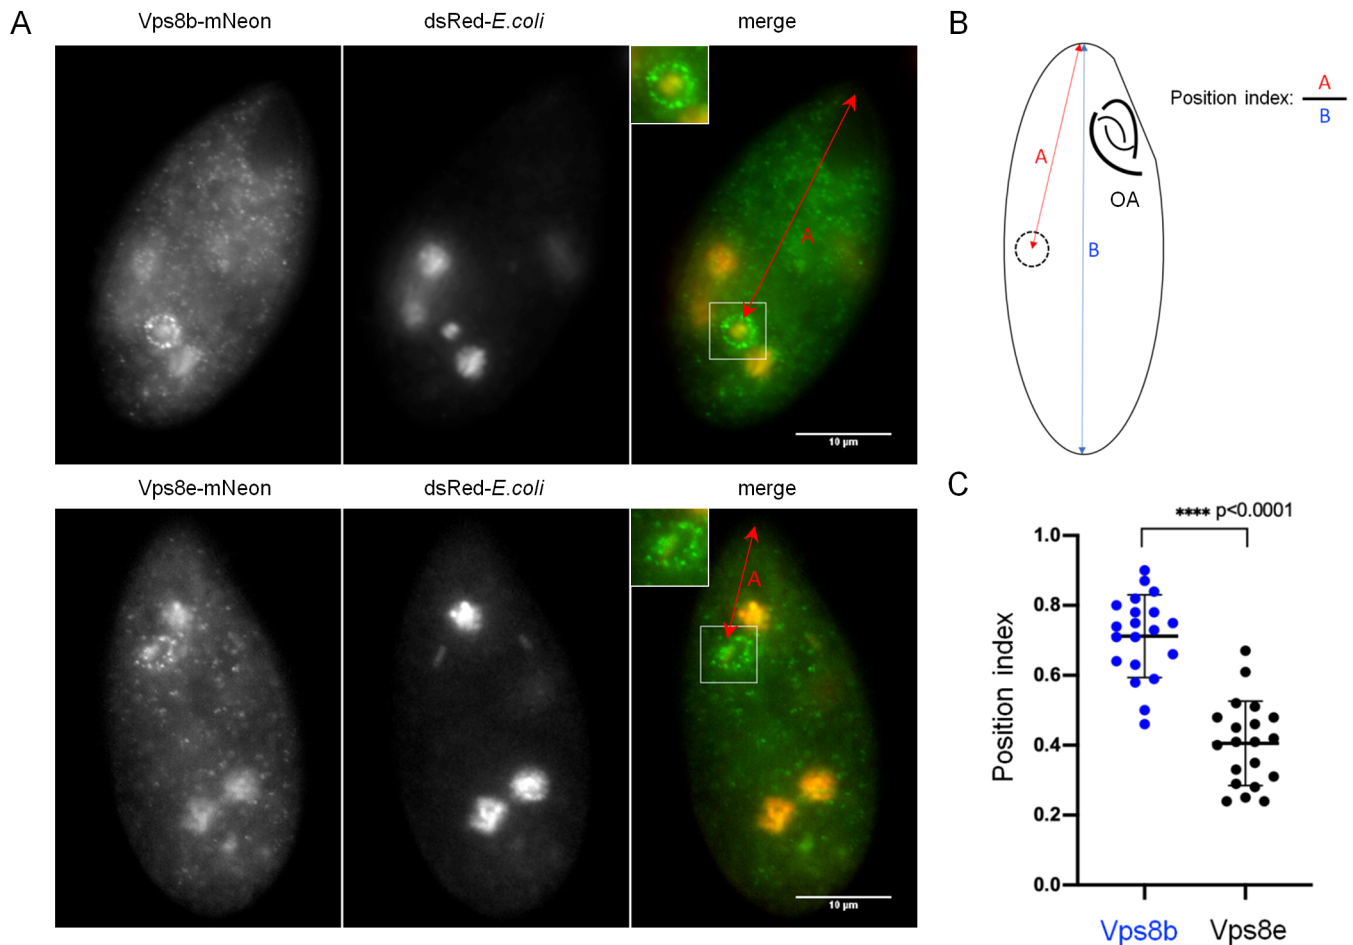 A
Vps8b-mNeon
dsRed-E.coli
merge
A
10 µm
Vps8e-mNeon
dsRed-E.coli
merge
A
10 µm
B
A
B
OA
Position index: A
B
C
**** p<0.0001
1.0
0.8
0.6
0.4
0.2
0.0
Position index
Vps8b
Vps8e